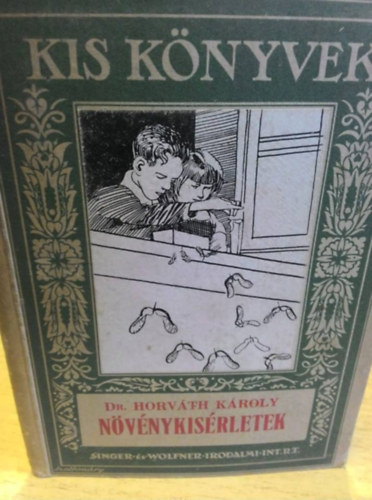 KIS KÖNYVEK
DR. HORVÁTH KÁROLY
NÖVÉNYKISÉRLETEK
SINGER-és-WOLFNER-IRODALMI-INT. R.T.